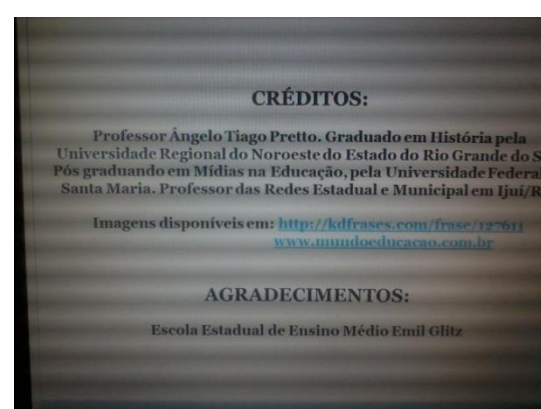 CRÉDITOS:
Professor Ângelo Tiago Pretto. Graduado em História pela
Universidade Regional do Noroeste do Estado do Rio Grande do S
Pós graduando em Mídias na Educação, pela Universidade Federal
Santa Maria. Professor das Redes Estadual e Municipal em Ijuí/R
Imagens disponíveis em: http://kdfrases.com/frase/127611
www.mundoeducacao.com.br
AGRADECIMENTOS:
Escola Estadual de Ensino Médio Emil Glitz